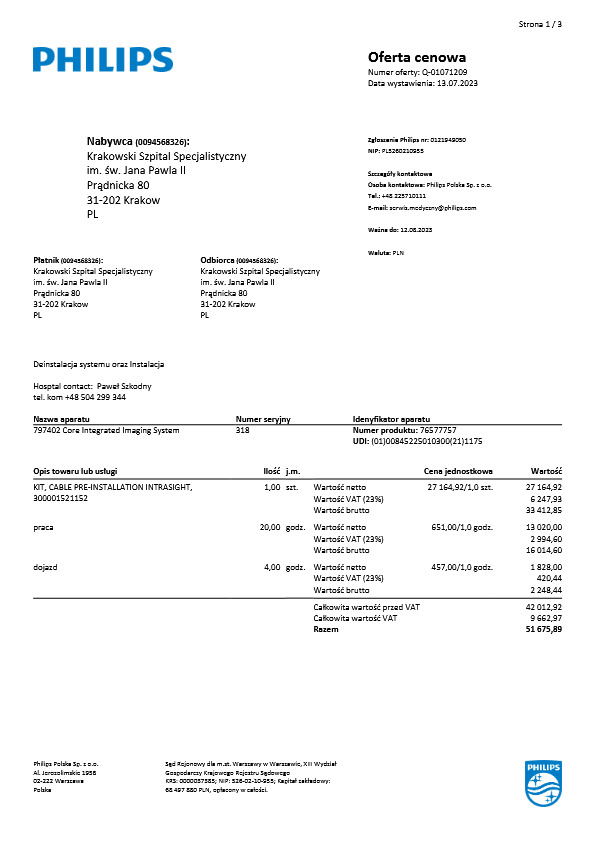 Strona 1 / 3
PHILIPS
Oferta cenowa
Numer oferty: Q-01071209
Data wystawienia: 13.07.2023
Nabywca (0094568326):
Krakowski Szpital Specjalistyczny
im. św. Jana Pawla II
Prądnicka 80
31-202 Krakow
PL
Zgłoszenie Philips nr: 0121949050
NIP: PL5260210955
Szczegóły kontaktowe
Osoba kontaktowa: Philips Polska Sp. z o.o.
Tel.: +48 225710111
E-mail: serwis.medyczny@philips.com
Ważna do: 12.08.2023
Waluta: PLN
Płatnik (0094568326):
Krakowski Szpital Specjalistyczny
im. św. Jana Pawla II
Prądnicka 80
31-202 Krakow
PL
Odbiorca (0094568326):
Krakowski Szpital Specjalistyczny
im. św. Jana Pawla II
Prądnicka 80
31-202 Krakow
PL
Deinstalacja systemu oraz Instalacja
Hosptal contact: Paweł Szkodny
tel. kom +48 504 299 344
Nazwa aparatu Numer seryjny Idenyfikator aparatu
797402 Core Integrated Imaging System 318 Numer produktu: 76577757
UDI: (01)00845225010300(21)1175
Opis towaru lub usługi Ilość j.m. Cena jednostkowa Wartość
KIT, CABLE PRE-INSTALLATION INTRASIGHT, 1,00 szt. Wartość netto 27 164,92/1,0 szt. 27 164,92
300001521152 Wartość VAT (23%) 6 247,93
Wartość brutto 33 412,85
praca 20,00 godz. Wartość netto 651,00/1,0 godz. 13 020,00
Wartość VAT (23%) 2 994,60
Wartość brutto 16 014,60
dojazd 4,00 godz. Wartość netto 457,00/1,0 godz. 1 828,00
Wartość VAT (23%) 420,44
Wartość brutto 2 248,44
Całkowita wartość przed VAT 42 012,92
Całkowita wartość VAT 9 662,97
Razem 51 675,89
Philips Polska Sp. z o.o.
Al. Jerozolimskie 195B
02-222 Warszawa
Polska
Sąd Rejonowy dla m.st. Warszawy w Warszawie, XII Wydział
Gospodarczy Krajowego Rejestru Sądowego
KRS: 0000057585; NIP: 526-02-10-955; Kapitał zakładowy:
68 497 880 PLN, opłacony w całości.
PHILIPS